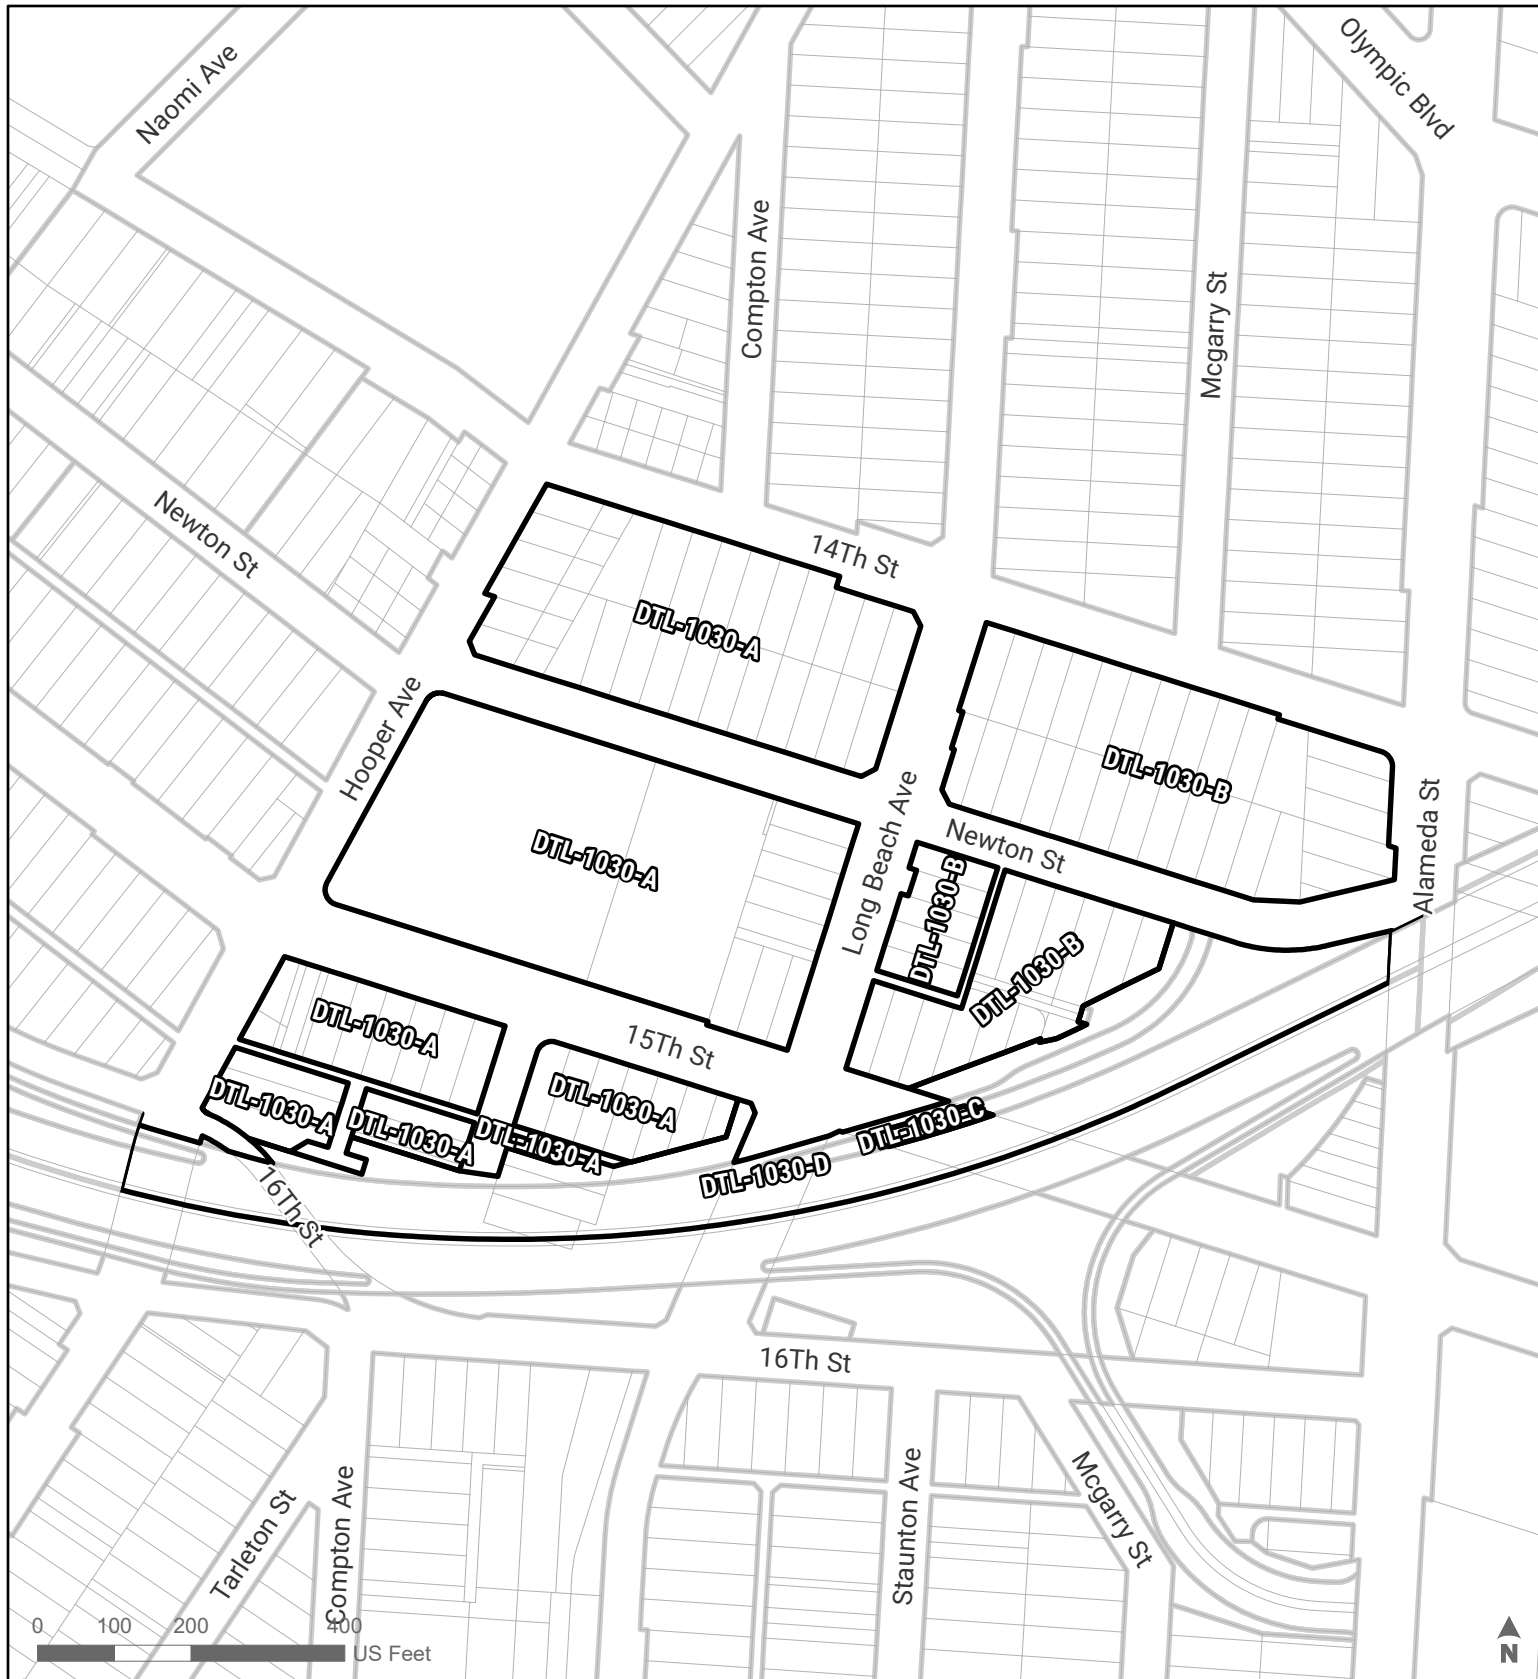 Olympic Blvd
Naomi Ave
Compton Ave
Mcgarry St
Newton St
14Th St
DTL-1030-A
Hooper Ave
DTL-1030-B
Alameda St
Long Beach Ave
Newton St
DTL-1030-A
DTL-1030-B
DTL-1030-B
DTL-1030-A
15Th St
DTL-1030-A
DTL-1030-A
DTL-1030-A
DTL-1030-A
DTL-1030-C
DTL-1030-D
16Th St
16Th St
Mcgarry St
Staunton Ave
Tarleton St
Compton Ave
0 100 200 400
US Feet
N